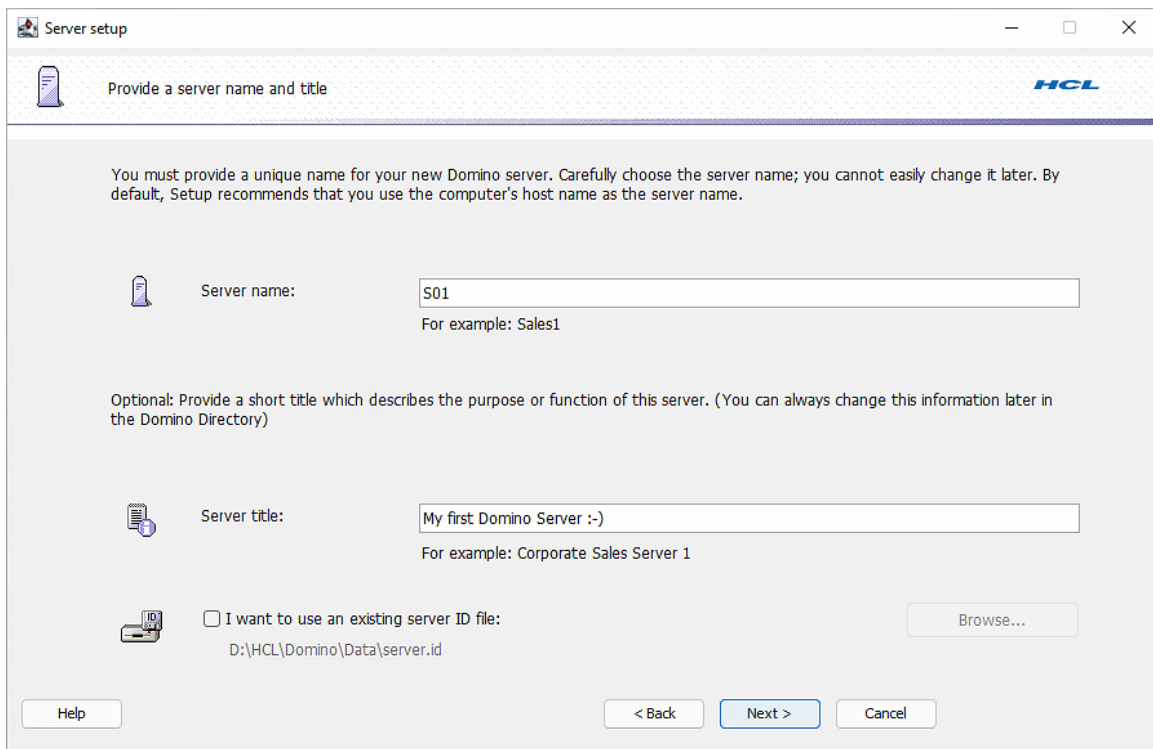 Server setup
Provide a server name and title
HCL
You must provide a unique name for your new Domino server. Carefully choose the server name; you cannot easily change it later. By
default, Setup recommends that you use the computer's host name as the server name.
Server name:
S01
For example: Sales1
Optional: Provide a short title which describes the purpose or function of this server. (You can always change this information later in
the Domino Directory)
Server title:
My first Domino Server :-)
For example: Corporate Sales Server 1
ID
I want to use an existing server ID file:
Browse...
D:\HCL\Domino\Data\server.id
Help
< Back
Next >
Cancel